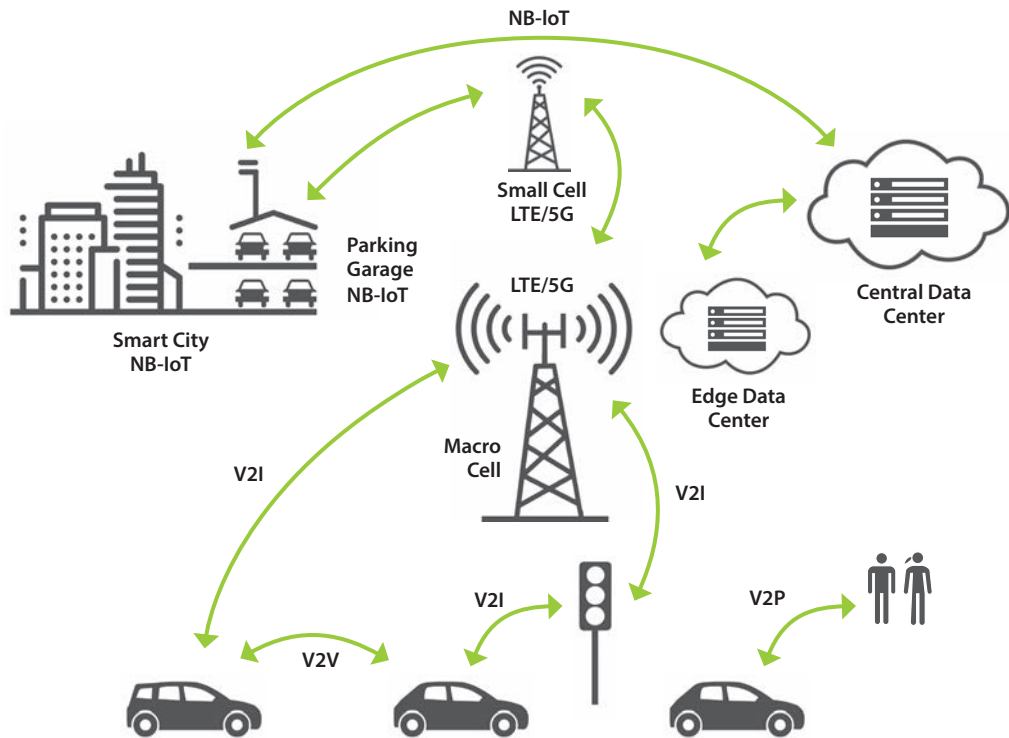 NB-IoT
Small Cell
LTE/5G
Parking
Garage
NB-IoT
Smart City
NB-IoT
Central Data
Center
LTE/5G
Edge Data
Center
Macro
Cell
V2I
V2I
V2I
V2P
V2V